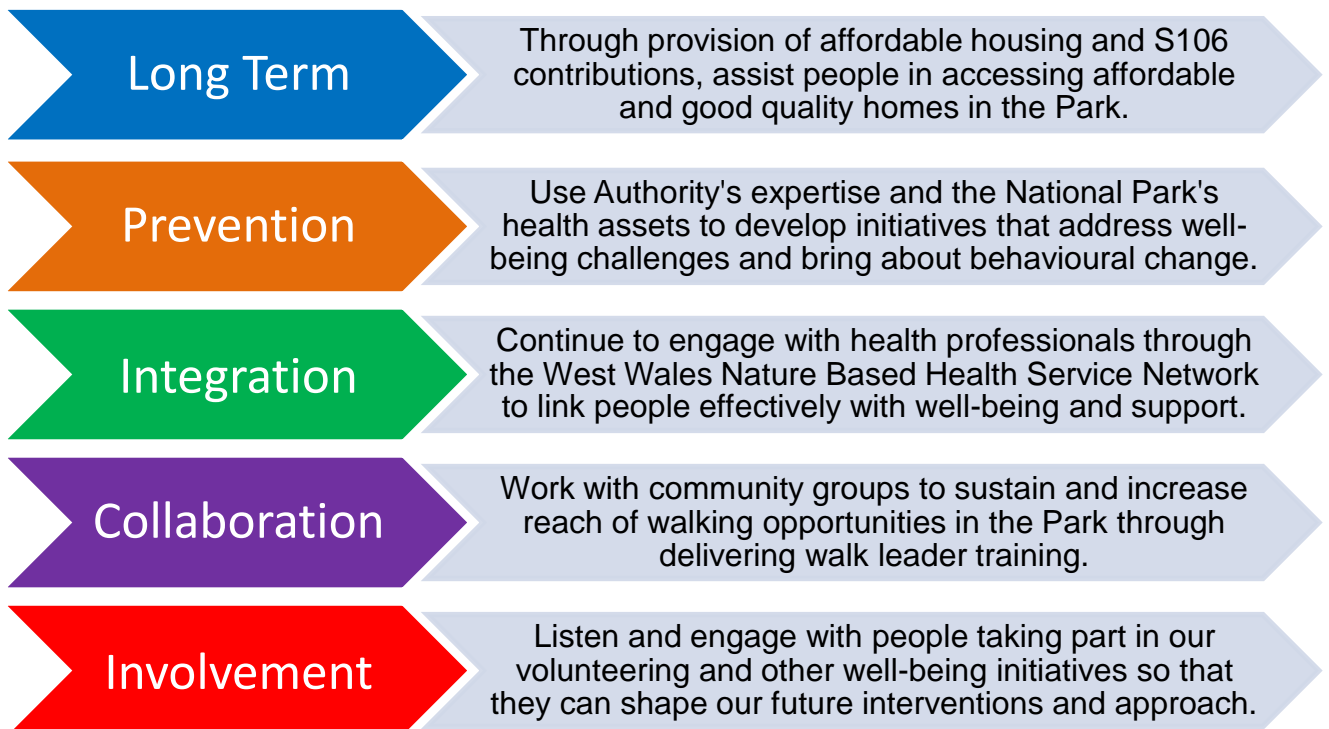 Long Term
Through provision of affordable housing and S106
contributions, assist people in accessing affordable
and good quality homes in the Park.
Prevention
Use Authority's expertise and the National Park's
health assets to develop initiatives that address well-
being challenges and bring about behavioural change.
Integration
Continue to engage with health professionals through
the West Wales Nature Based Health Service Network
to link people effectively with well-being and support.
Collaboration
Work with community groups to sustain and increase
reach of walking opportunities in the Park through
delivering walk leader training.
Involvement
Listen and engage with people taking part in our
volunteering and other well-being initiatives so that
they can shape our future interventions and approach.